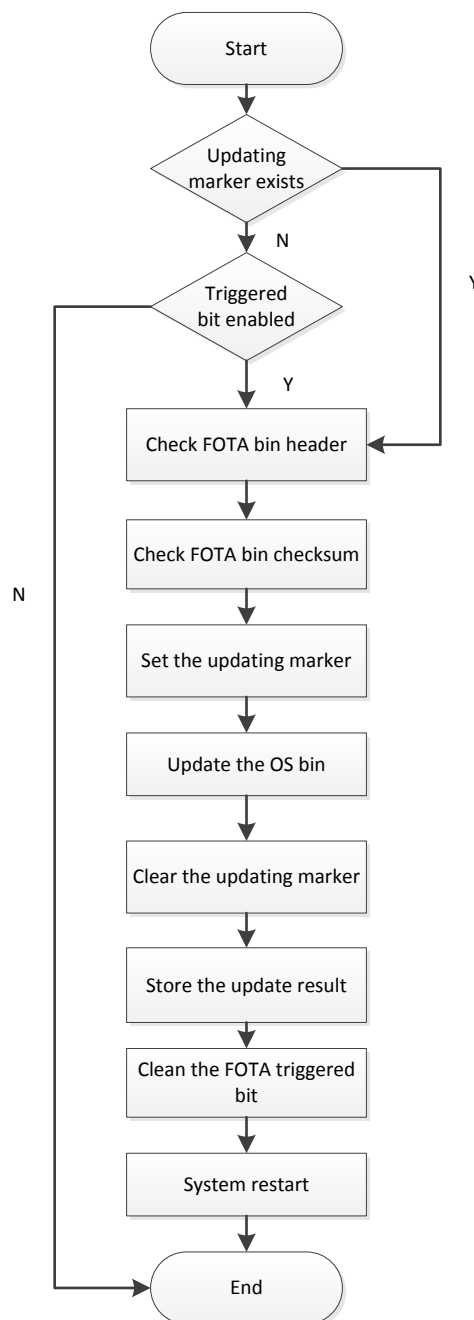 Start
Updating
marker exists
N
Y
Triggered
bit enabled
Y
Check FOTA bin header
Check FOTA bin checksum
N
Set the updating marker
Update the OS bin
Clear the updating marker
Store the update result
Clean the FOTA triggered
bit
System restart
End